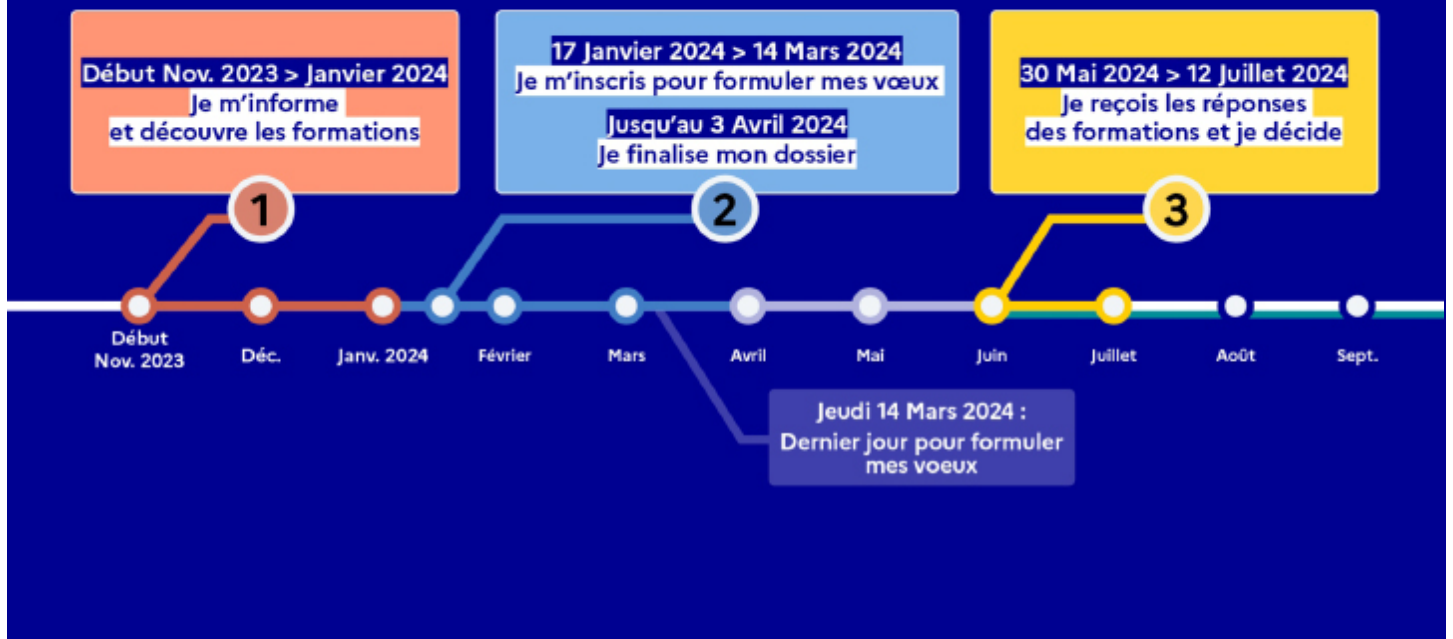 Début Nov. 2023 > Janvier 2024
Je m'informe
et découvre les formations
1
17 Janvier 2024 > 14 Mars 2024
Je m'inscris pour formuler mes vœux
Jusqu'au 3 Avril 2024
Je finalise mon dossier
2
30 Mai 2024 > 12 Juillet 2024
Je reçois les réponses
des formations et je décide
3
Début
Nov. 2023
Déc.
Janv. 2024
Février
Mars
Avril
Mai
Juin
Juillet
Août
Sept.
Jeudi 14 Mars 2024 :
Dernier jour pour formuler
mes voeux